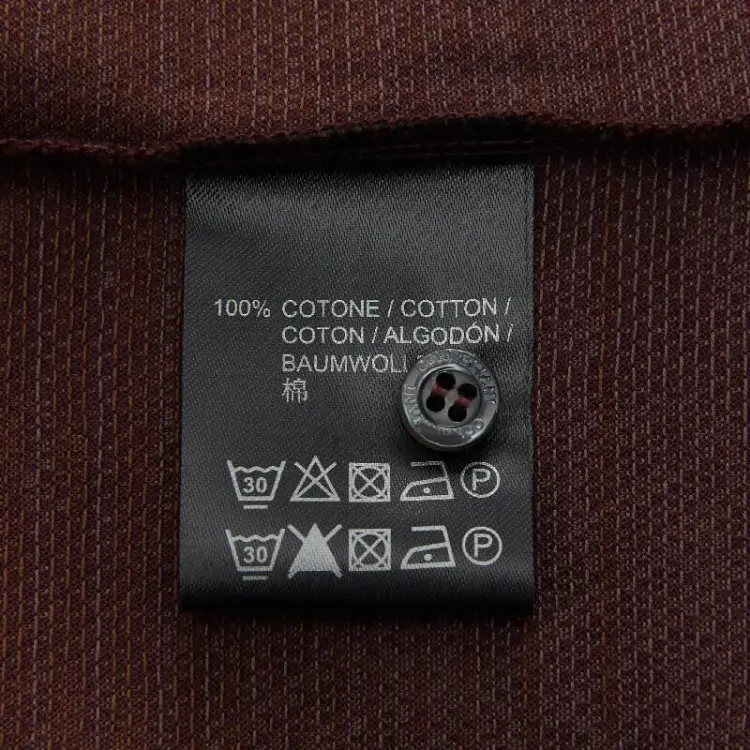 100% COTONE / COTTON /
COTON / ALGODÓN /
BAUMWOLL
棉
30 P
30 P